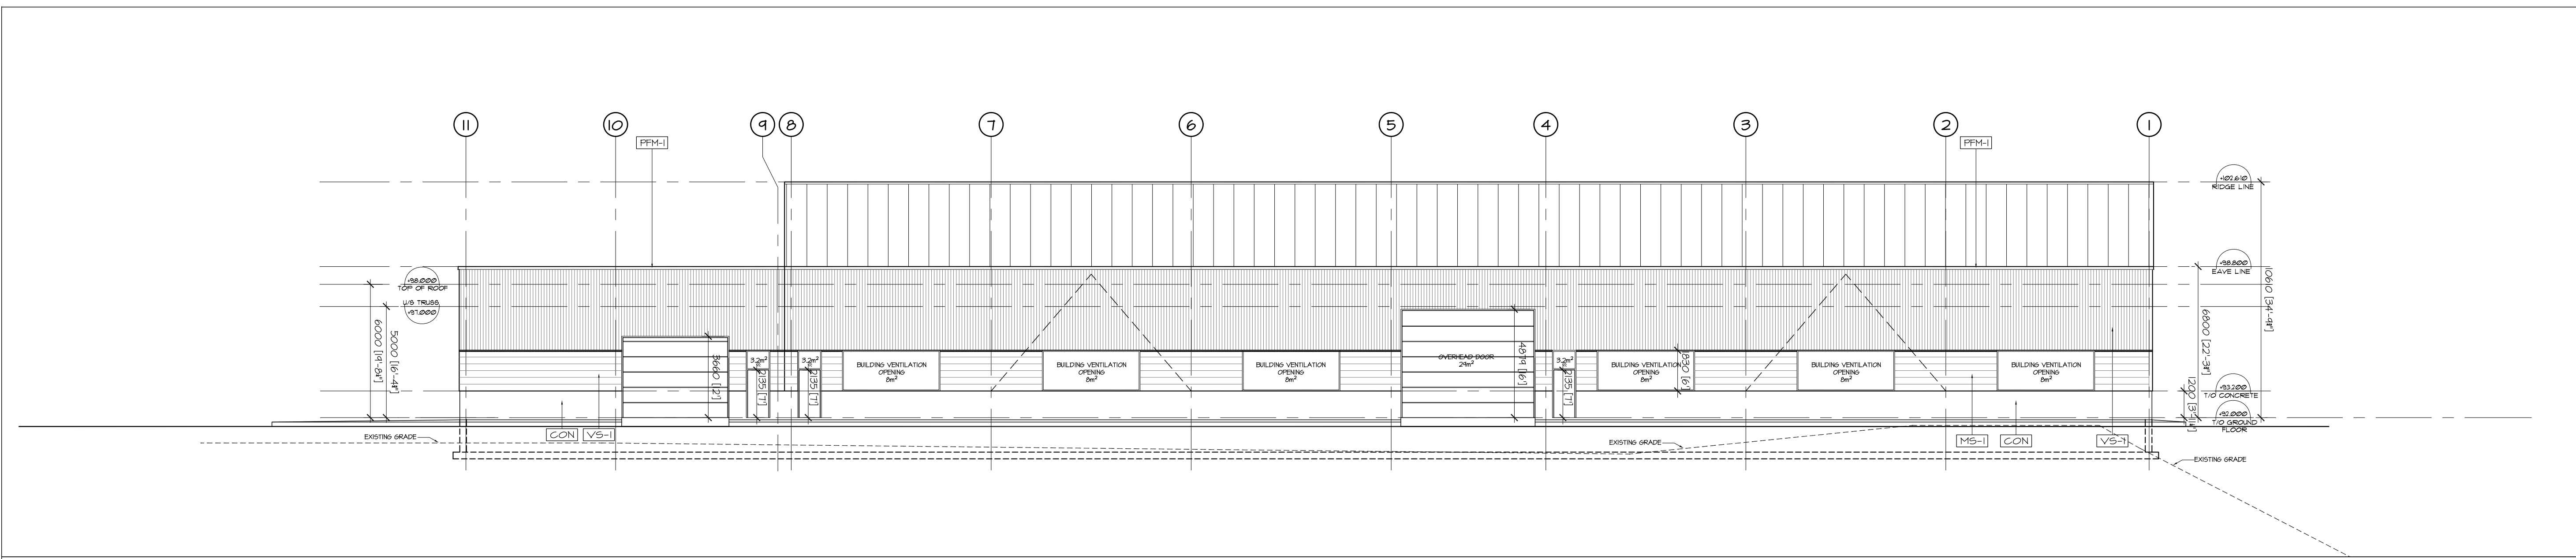 11 10 9 8 7 6 5 4 3 2 1
PFM-1
PFM-1
+102.610
RIDGE LINE
+98.800
EAVE LINE
+98.000
TOP OF ROOF
U/S TRUSS
+97.000
6000 [19'-8
5000 [16'-4
3660 [12']
3.2m²
2135 [7']
3.2m²
2135 [7']
BUILDING VENTILATION
OPENING
8m²
BUILDING VENTILATION
OPENING
8m²
BUILDING VENTILATION
OPENING
8m²
OVERHEAD DOOR
29m²
4879 [16']
3.2m²
2135 [7']
BUILDING VENTILATION
OPENING
8m²
1830 [6']
BUILDING VENTILATION
OPENING
8m²
BUILDING VENTILATION
OPENING
8m²
10610 [34'-9
6800 [22'-3
1200 [3'-11
+93.200
T/O CONCRETE
+92.000
T/O GROUND
FLOOR
EXISTING GRADE
CON
VS-1
EXISTING GRADE
MS-1
CON
VS-1
EXISTING GRADE